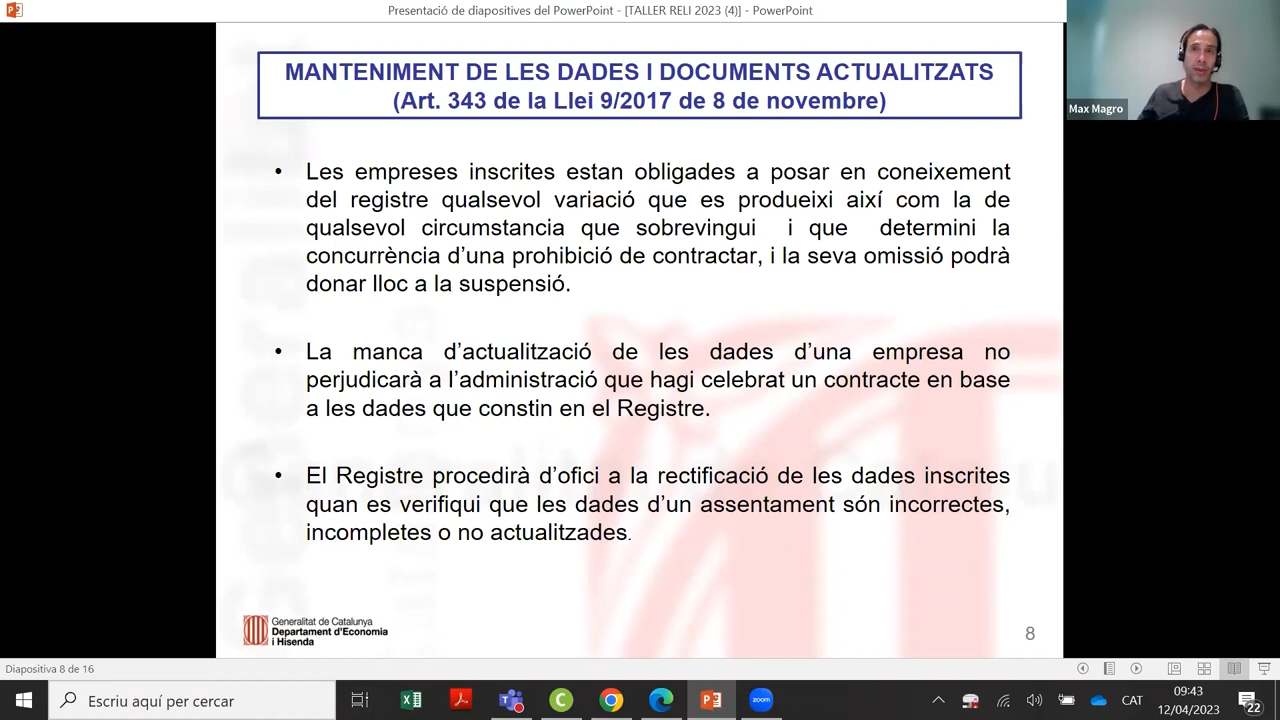 Presentació de diapositives del PowerPoint - [TALLER RELI 2023 (4)] - PowerPoint
Max Magro
MANTENIMENT DE LES DADES I DOCUMENTS ACTUALITZATS
(Art. 343 de la Llei 9/2017 de 8 de novembre)
• Les empreses inscrites estan obligades a posar en coneixement
del registre qualsevol variació que es produeixi així com la de
qualsevol circumstancia que sobrevingui i que determini la
concurrència d’una prohibició de contractar, i la seva omissió podrà
donar lloc a la suspensió.
• La manca d’actualització de les dades d’una empresa no
perjudicarà a l’administració que hagi celebrat un contracte en base
a les dades que constin en el Registre.
• El Registre procedirà d’ofici a la rectificació de les dades inscrites
quan es verifiqui que les dades d’un assentament són incorrectes,
incompletes o no actualitzades.
Generalitat de Catalunya
Departament d’Economia
i Hisenda
8
Diapositiva 8 de 16
Escriu aquí per cercar
zoom
CAT
09:43
12/04/2023
22